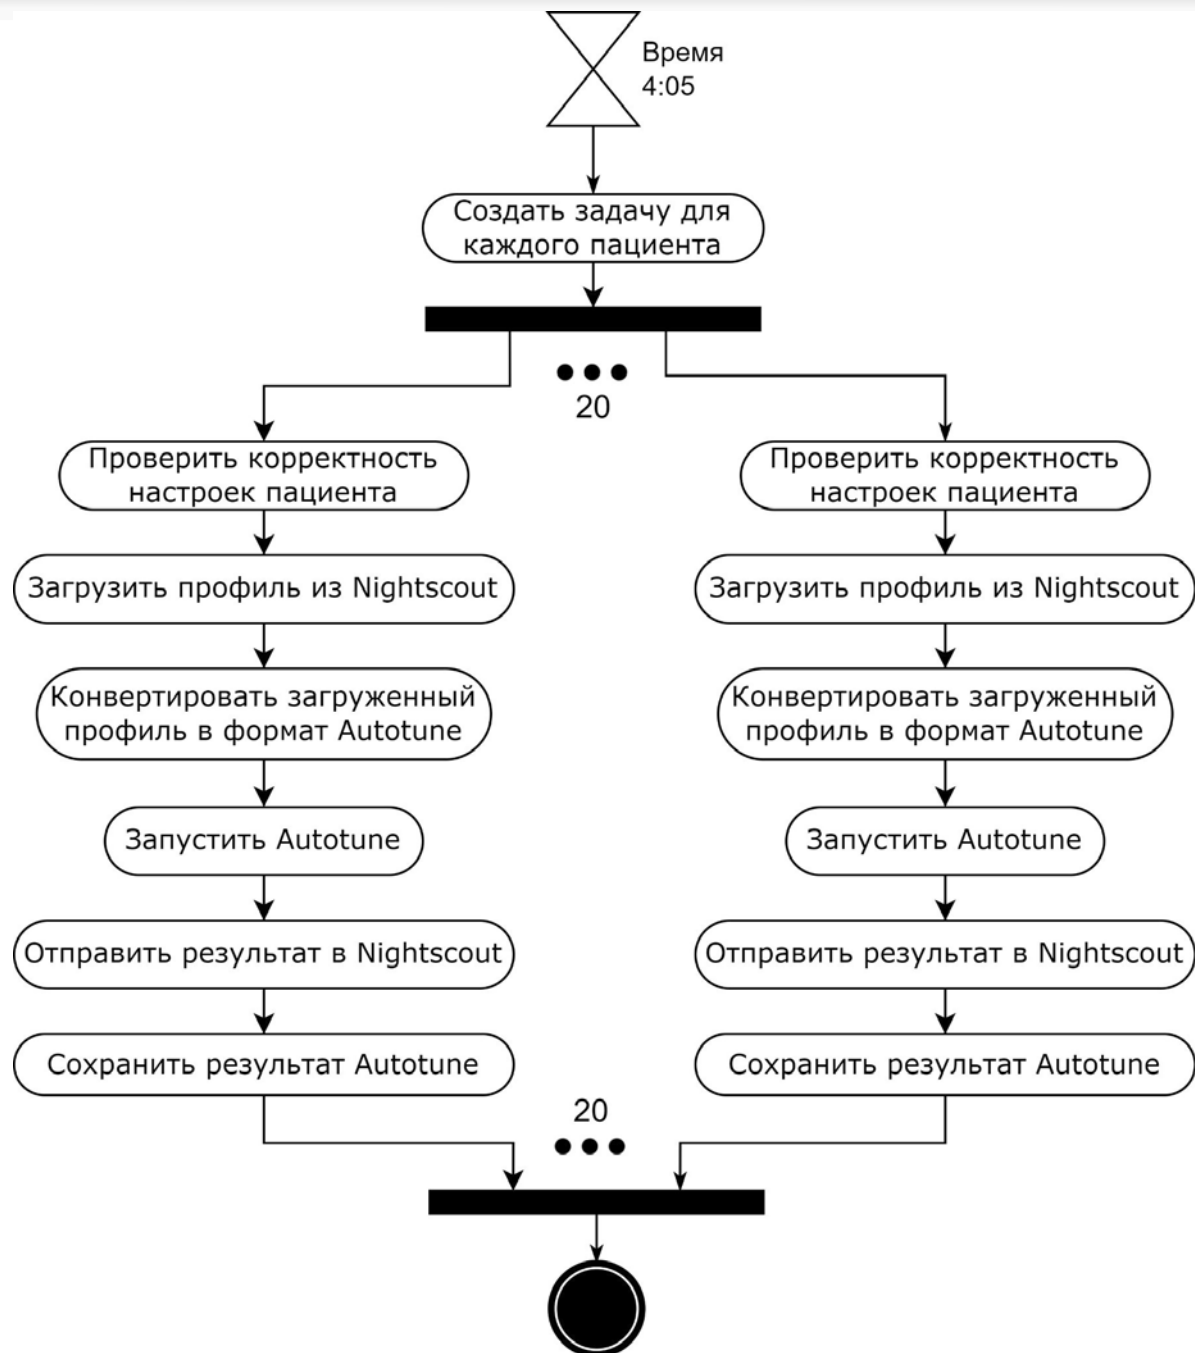 Время
4:05
Создать задачу для
каждого пациента
20
Проверить корректность
настроек пациента
Загрузить профиль из Nightscout
Конвертировать загруженный
профиль в формат Autotune
Запустить Autotune
Отправить результат в Nightscout
Сохранить результат Autotune
Проверить корректность
настроек пациента
Загрузить профиль из Nightscout
Конвертировать загруженный
профиль в формат Autotune
Запустить Autotune
Отправить результат в Nightscout
Сохранить результат Autotune
20